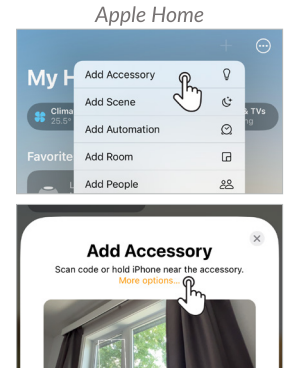 Apple Home
My H
Add Accessory
Add Scene
Clima
25.5°
& TVs
Add Automation
Favorite
Add Room
Add People
Add Accessory
Scan code or hold iPhone near the accessory.
More options...